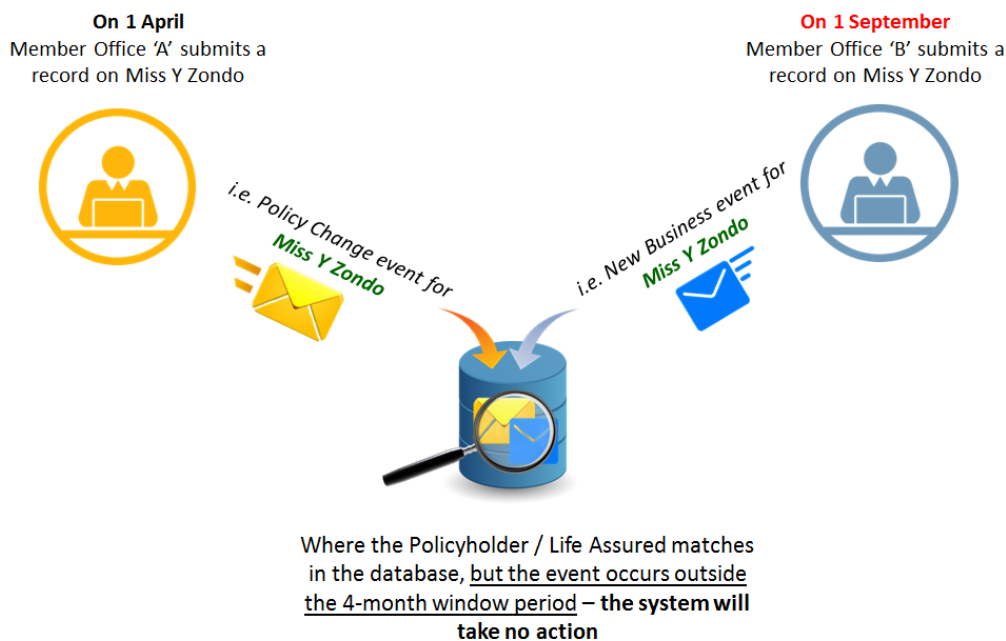 On 1 April
Member Office ‘A’ submits a
record on Miss Y Zondo
On 1 September
Member Office ‘B’ submits a
record on Miss Y Zondo
i.e. Policy Change event for
Miss Y Zondo
i.e. New Business event for
Miss Y Zondo
Where the Policyholder / Life Assured matches
in the database, but the event occurs outside
the 4-month window period – the system will
take no action